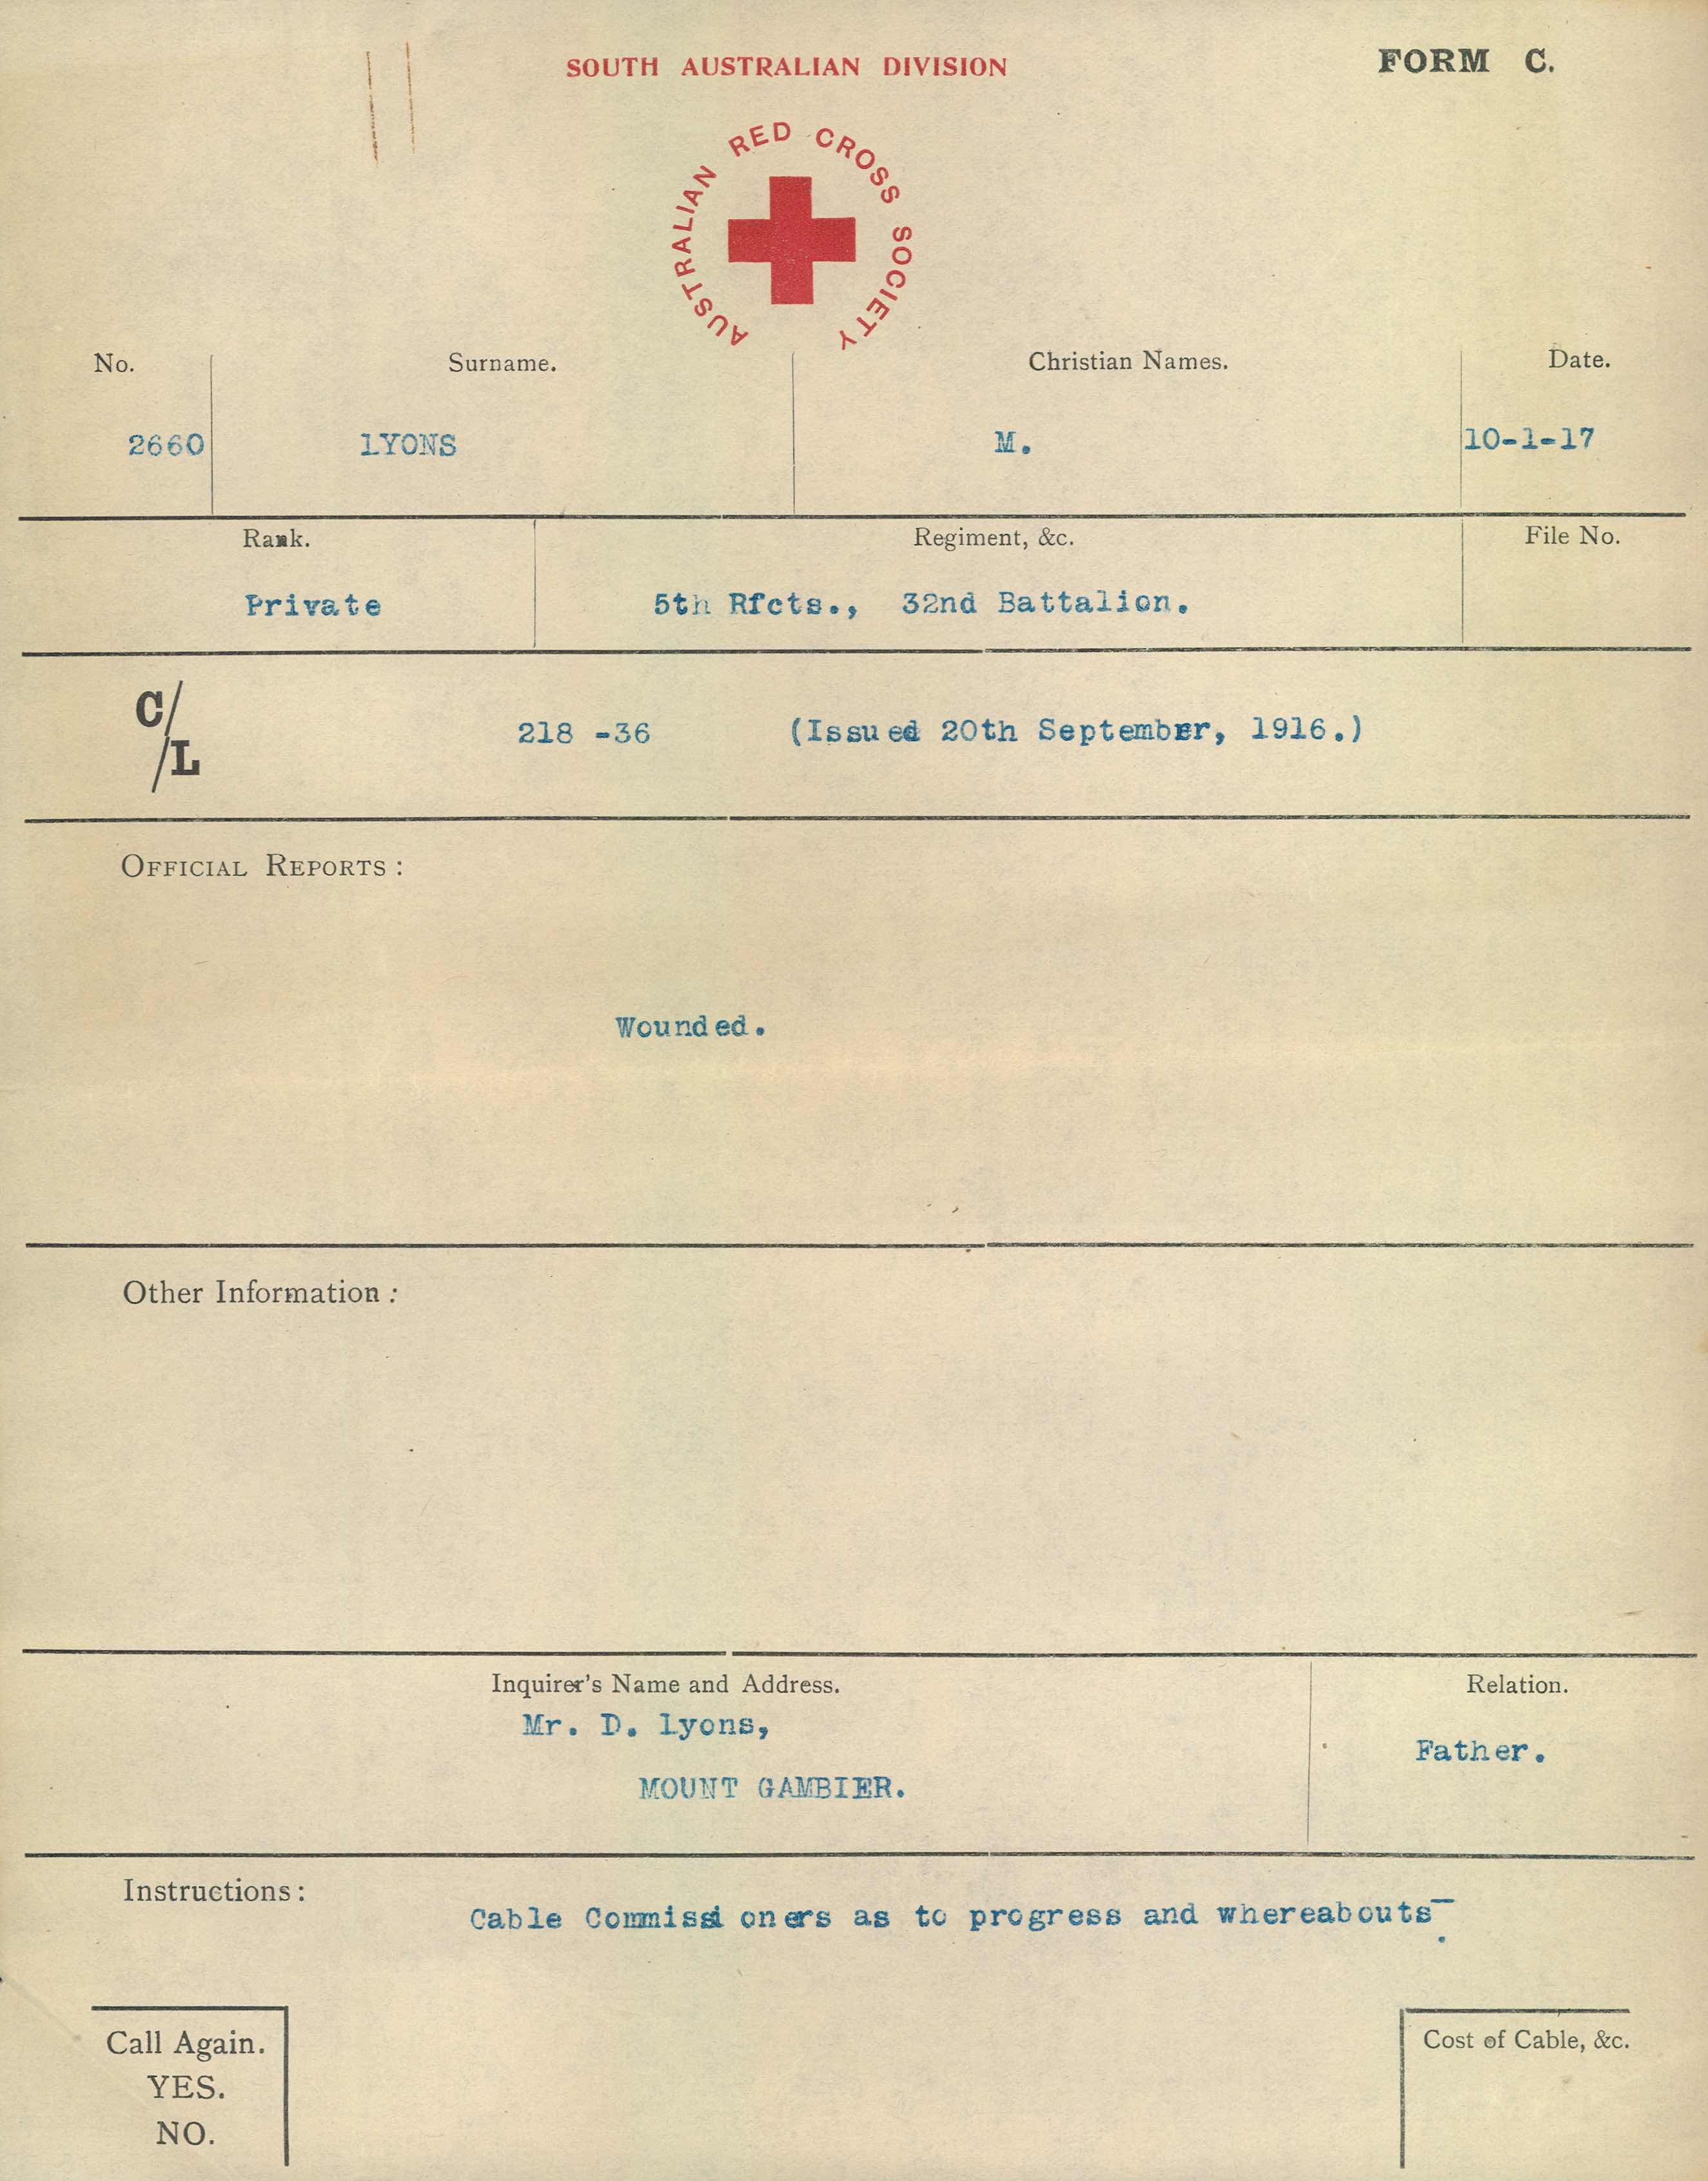 SOUTH AUSTRALIAN DIVISION
FORM C.
AUSTRALIAN RED CROSS SOCIETY
No. Surname. Christian Names. Date.
2660 LYONS M. 10-1-17
Rank. Regiment, &c. File No.
Private 5th Rfcts., 32nd Battalion.
C/L 218 -36 (Issued 20th September, 1916.)
OFFICIAL REPORTS :
Wounded.
Other Information :
Inquirer's Name and Address. Relation.
Mr. D. Lyons,
Father.
MOUNT GAMBIER.
Instructions :
Cable Commissioners as to progress and whereabouts.
Call Again.
YES.
NO.
Cost of Cable, &c.